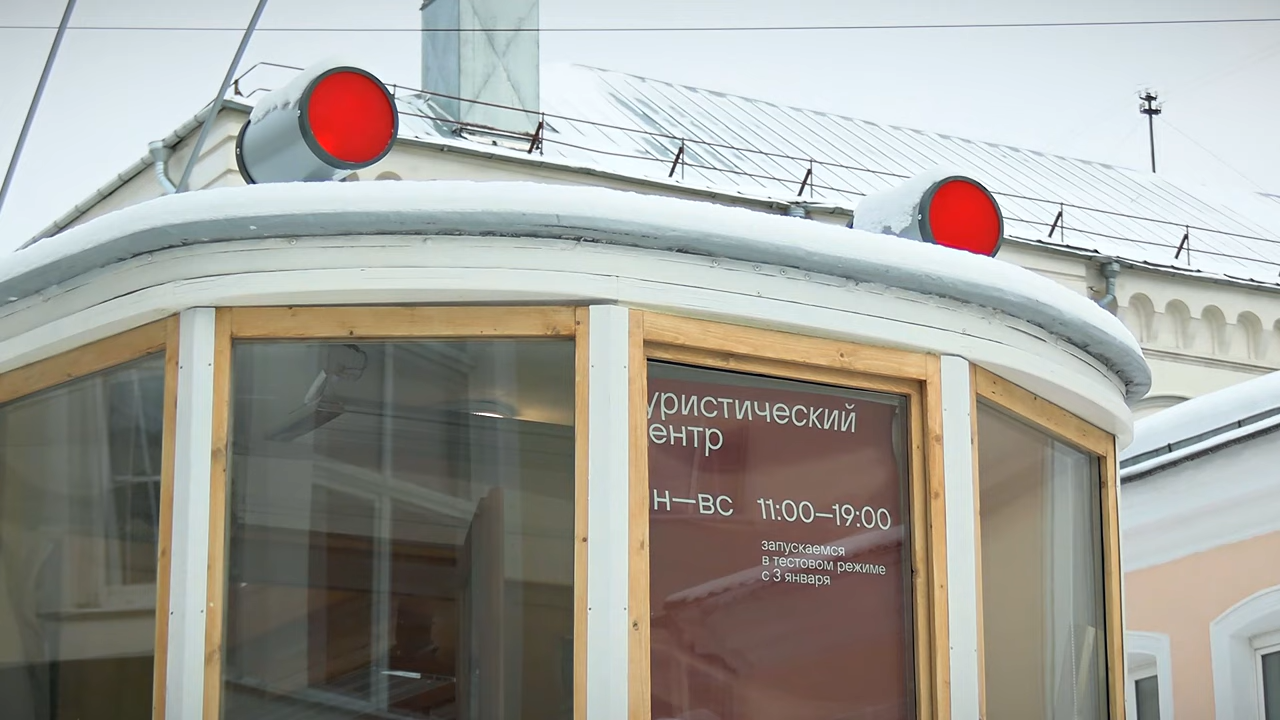 уристический
ентр
н—вс 11:00—19:00
запускаемся
в тестовом режиме
с 3 января